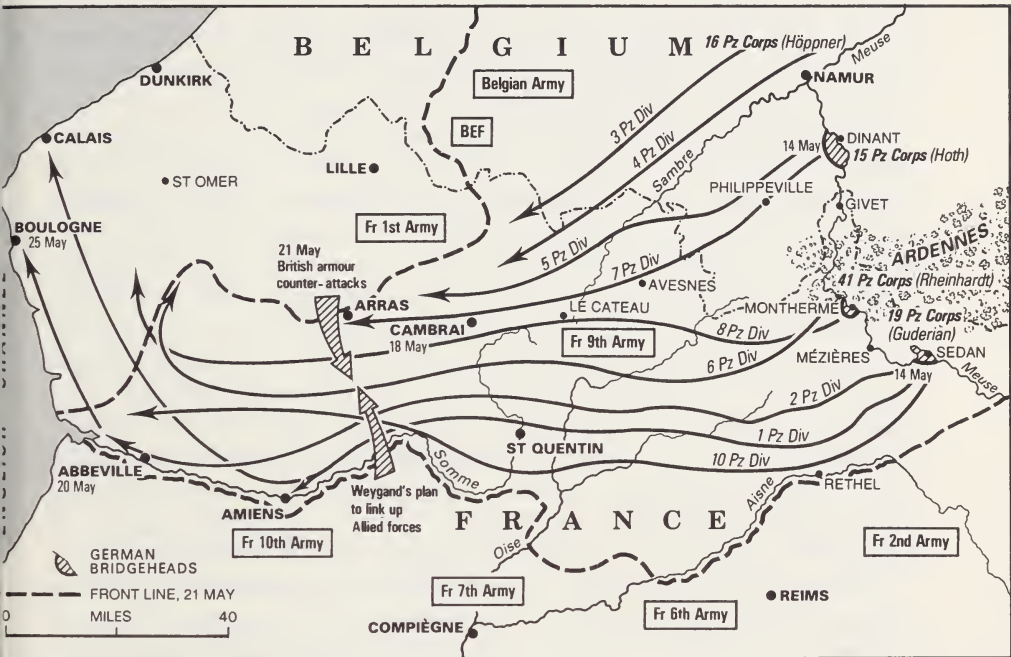 BELGIUM
16 Pz Corps (Höppner)
Meuse
NAMUR
DUNKIRK
Belgian Army
BEF
3 Pz Div
4 Pz Div
Sambre
14 May
DINANT
15 Pz Corps (Hoth)
CALAIS
ST OMER
LILLE
PHILIPPEVILLE
GIVET
BOULOGNE
25 May
Fr 1st Army
21 May
British armour
counter-attacks
5 Pz Div
7 Pz Div
AVESNES
ARDENNES
41 Pz Corps (Rheinhardt)
ARRAS
CAMBRAI
18 May
LE CATEAU
Fr 9th Army
MONTHERMÉ
19 Pz Corps
(Guderian)
8 Pz Div
6 Pz Div
MÉZIÈRES
SEDAN
14 May
Meuse
2 Pz Div
1 Pz Div
10 Pz Div
ST QUENTIN
ABBEVILLE
20 May
AMIENS
Somme
Weygand's plan
to link up
Allied forces
RETHEL
Aisne
FRANCE
Oise
Fr 10th Army
Fr 2nd Army
Fr 7th Army
Fr 6th Army
REIMS
COMPIÈGNE
GERMAN
BRIDGEHEADS
FRONT LINE, 21 MAY
0 MILES 40